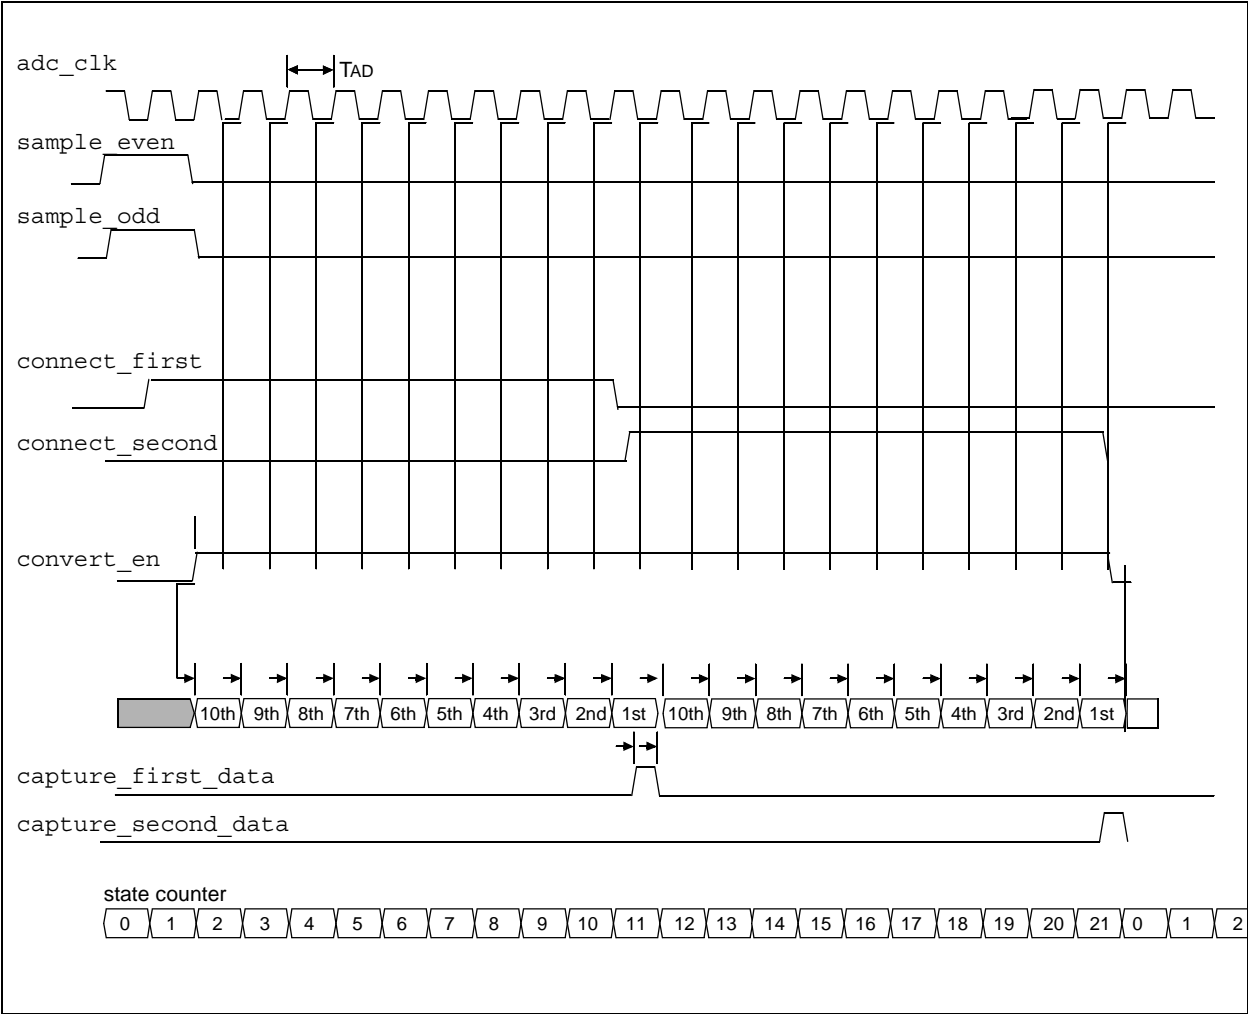 adc_clk
TAD
sample_even
sample_odd
connect_first
connect_second
convert_en
10th 9th 8th 7th 6th 5th 4th 3rd 2nd 1st 10th 9th 8th 7th 6th 5th 4th 3rd 2nd 1st
capture_first_data
capture_second_data
state counter
0 1 2 3 4 5 6 7 8 9 10 11 12 13 14 15 16 17 18 19 20 21 0 1 2